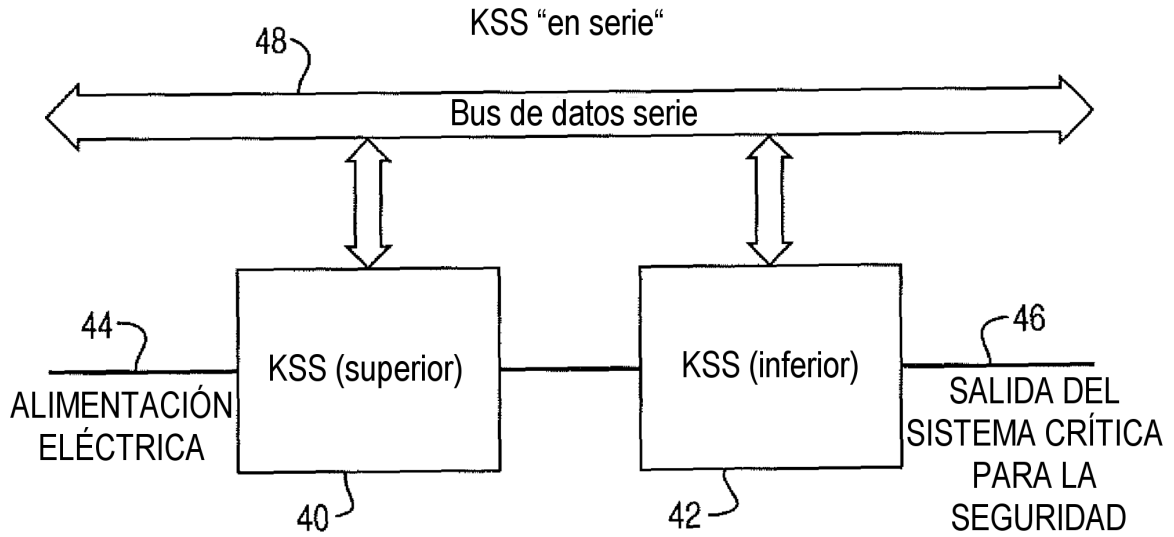 KSS “en serie“
48
Bus de datos serie
44
46
KSS (superior)
KSS (inferior)
ALIMENTACIÓN
ELÉCTRICA
SALIDA DEL
SISTEMA CRÍTICA
PARA LA
SEGURIDAD
40
42